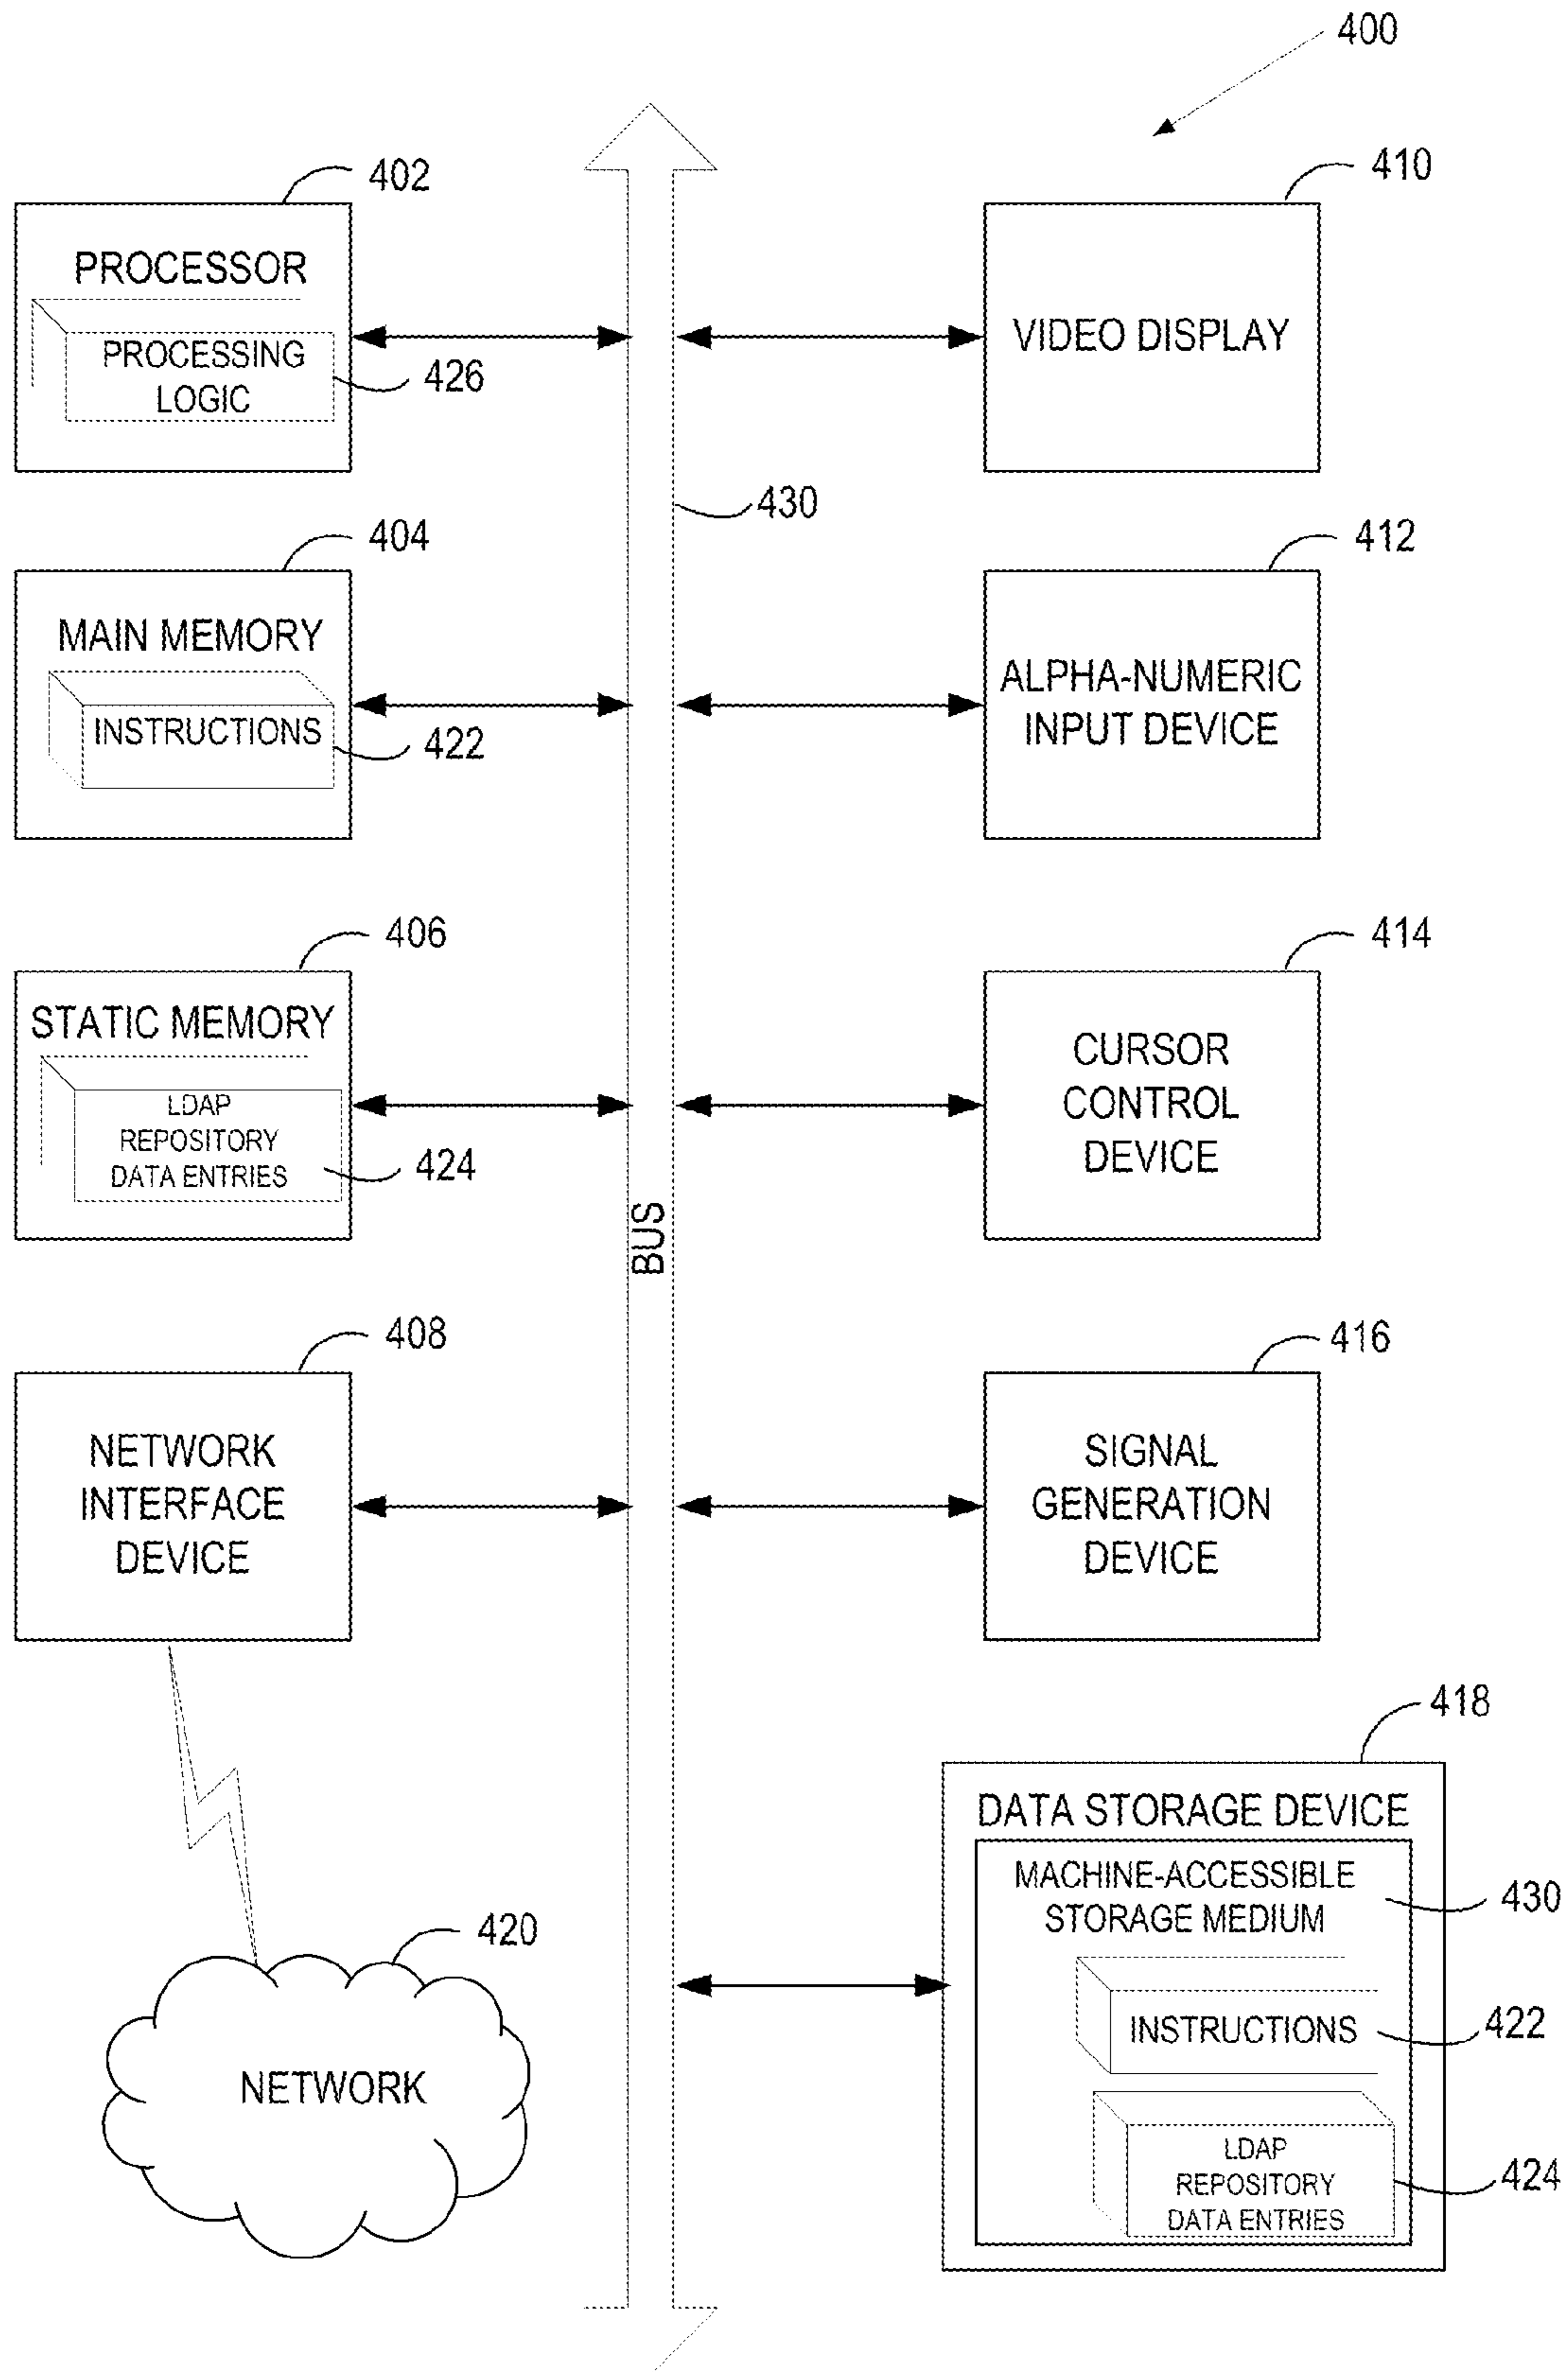 400
402
PROCESSOR
PROCESSING
LOGIC
426
410
VIDEO DISPLAY
430
404
MAIN MEMORY
INSTRUCTIONS
422
412
ALPHA-NUMERIC
INPUT DEVICE
406
STATIC MEMORY
LDAP
REPOSITORY
DATA ENTRIES
424
414
CURSOR
CONTROL
DEVICE
BUS
408
NETWORK
INTERFACE
DEVICE
416
SIGNAL
GENERATION
DEVICE
420
NETWORK
418
DATA STORAGE DEVICE
MACHINE-ACCESSIBLE
STORAGE MEDIUM
430
INSTRUCTIONS
422
LDAP
REPOSITORY
DATA ENTRIES
424